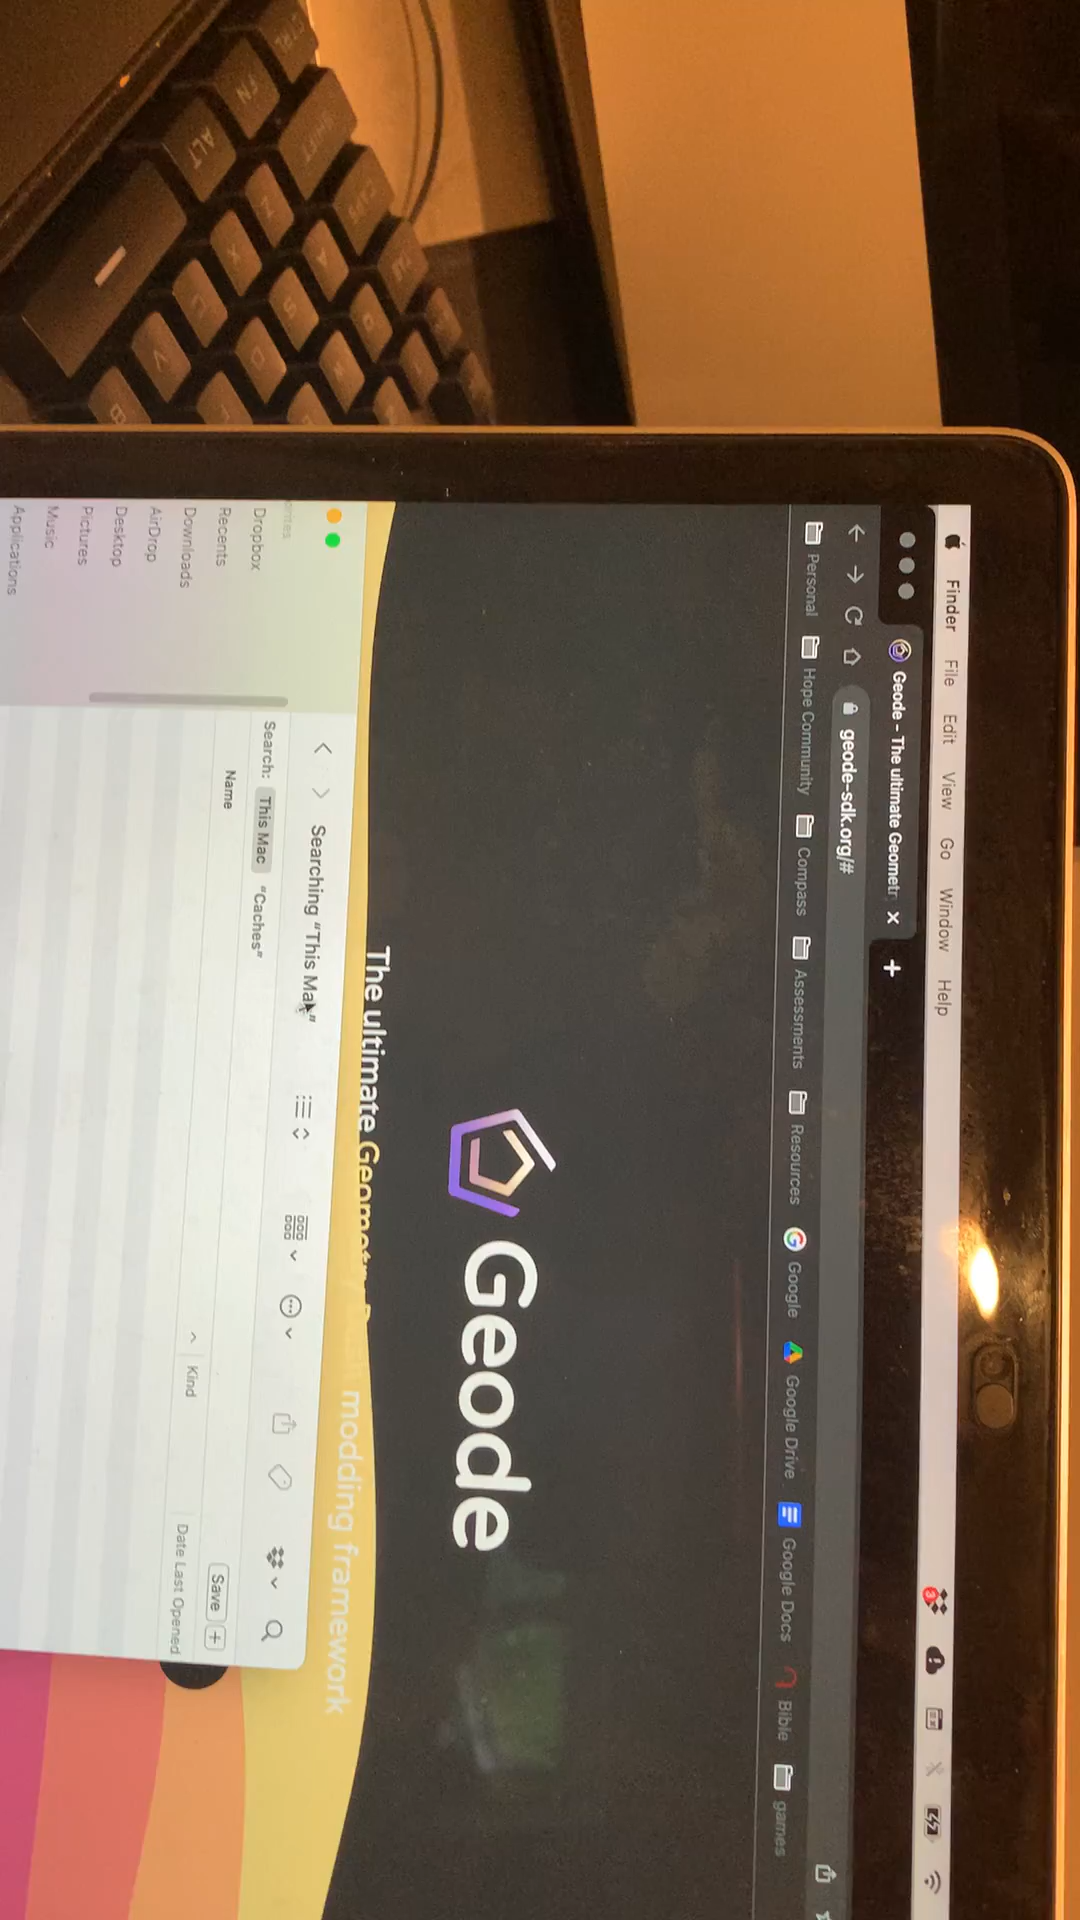 Finder File Edit View Go Window Help
Geode - The ultimate Geometr
geode-sdk.org/#
Personal Hope Community Compass Assessments Resources Google Google Drive Google Docs Bible games
Geode
The ultimate
modding framework
Searching “This Mac”
Search: This Mac “Caches”
Save +
Name Kind Date Last Opened
Dropbox
Recents
Downloads
AirDrop
Desktop
Pictures
Music
Applications
CTRL
FN
ALT
SHIFT
CAPS
TAB
Z
X
C
V
B
A
S
D